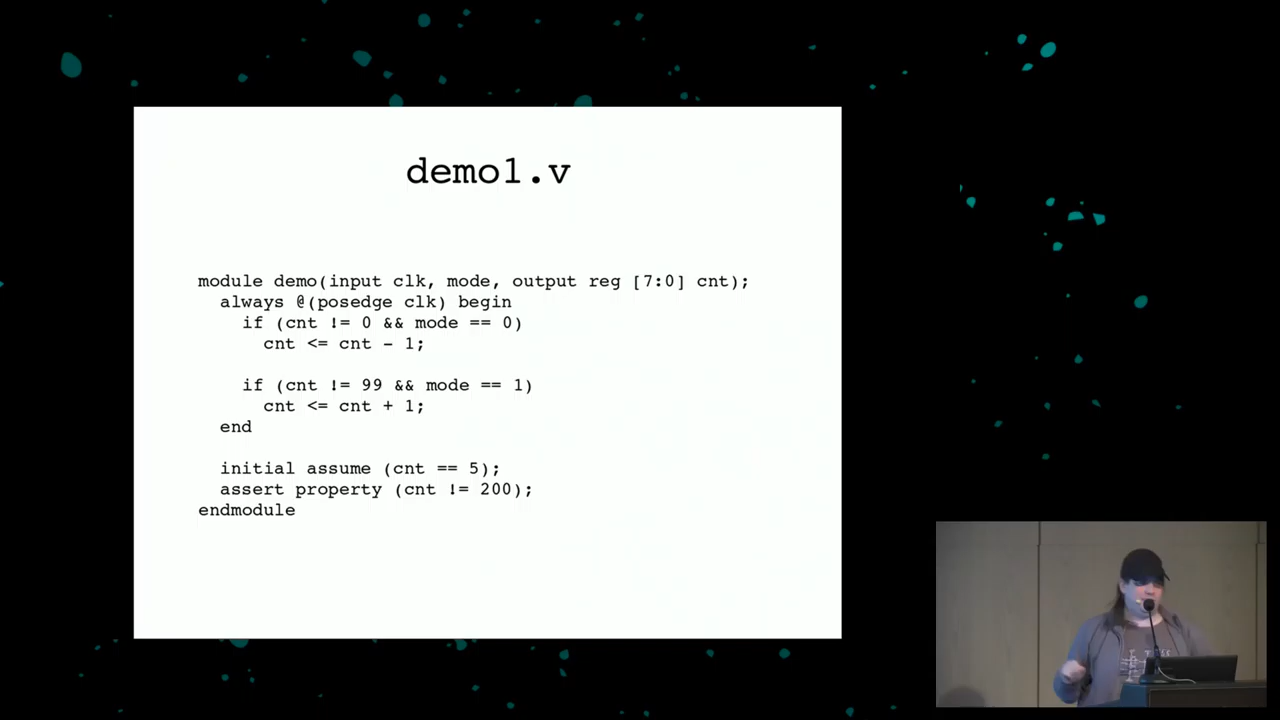 demo1.v
module demo(input clk, mode, output reg [7:0] cnt);
always @(posedge clk) begin
if (cnt != 0 && mode == 0)
cnt <= cnt - 1;
if (cnt != 99 && mode == 1)
cnt <= cnt + 1;
end
initial assume (cnt == 5);
assert property (cnt != 200);
endmodule